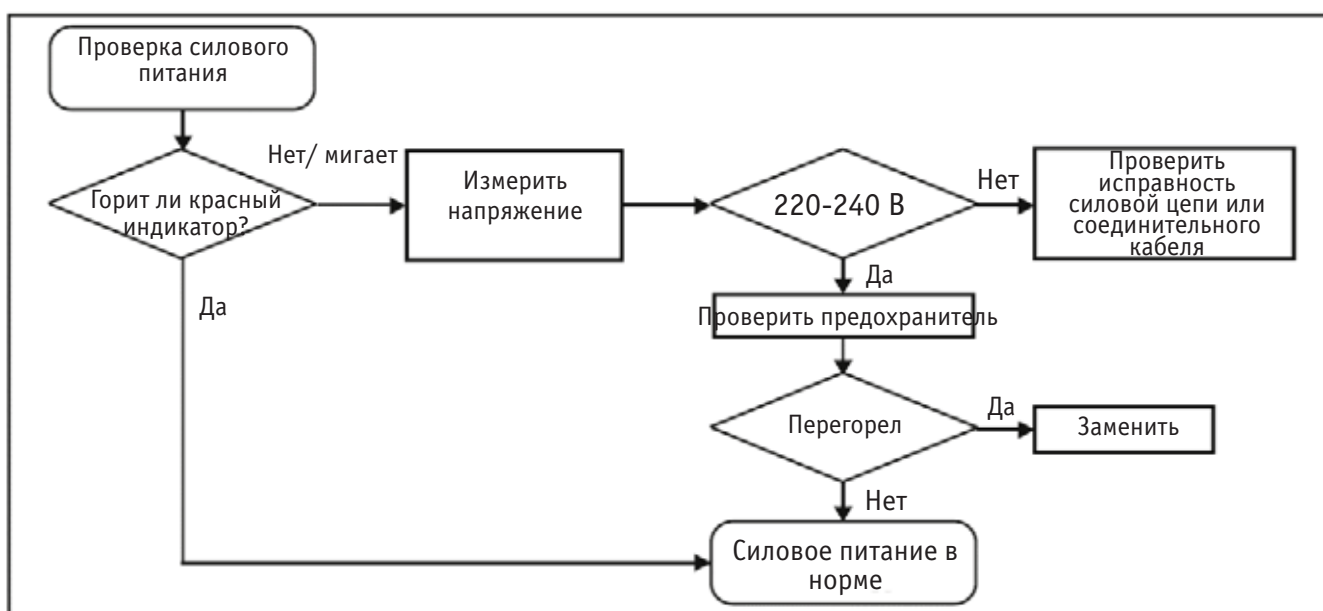 Проверка силового
питания
Нет/ мигает
Горит ли красный
индикатор?
Измерить
напряжение
220-240 В
Нет
Проверить
исправность
силовой цепи или
соединительного
кабеля
Да
Да
Проверить предохранитель
Перегорел
Да
Заменить
Нет
Силовое питание в
норме